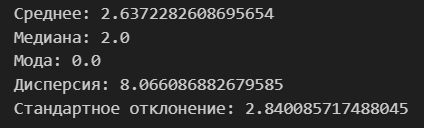 Среднее: 2.6372282608695654
Медиана: 2.0
Мода: 0.0
Дисперсия: 8.066086882679585
Стандартное отклонение: 2.840085717488045